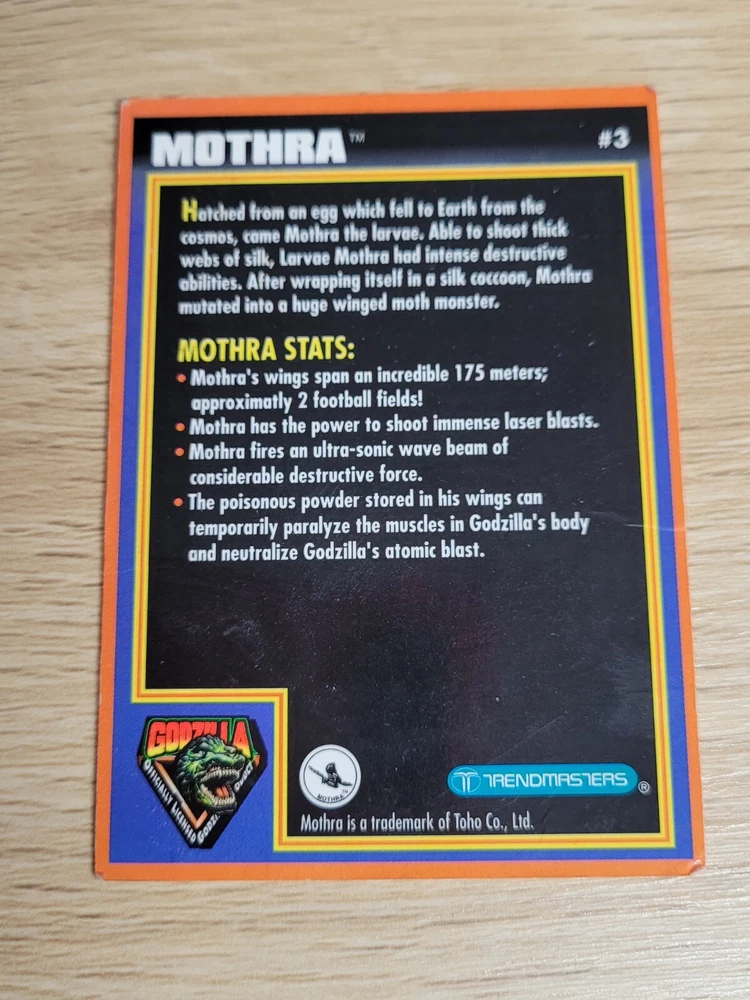 MOTHRA™ #3
Hatched from an egg which fell to Earth from the
cosmos, came Mothra the larvae. Able to shoot thick
webs of silk, Larvae Mothra had intense destructive
abilities. After wrapping itself in a silk coccoon, Mothra
mutated into a huge winged moth monster.
MOTHRA STATS:
• Mothra's wings span an incredible 175 meters;
approximatly 2 football fields!
• Mothra has the power to shoot immense laser blasts.
• Mothra fires an ultra-sonic wave beam of
considerable destructive force.
• The poisonous powder stored in his wings can
temporarily paralyze the muscles in Godzilla's body
and neutralize Godzilla's atomic blast.
GODZILLA
OFFICIALLY LICENSED
MOTHRA™
TRENDMASTERS®
Mothra is a trademark of Toho Co., Ltd.